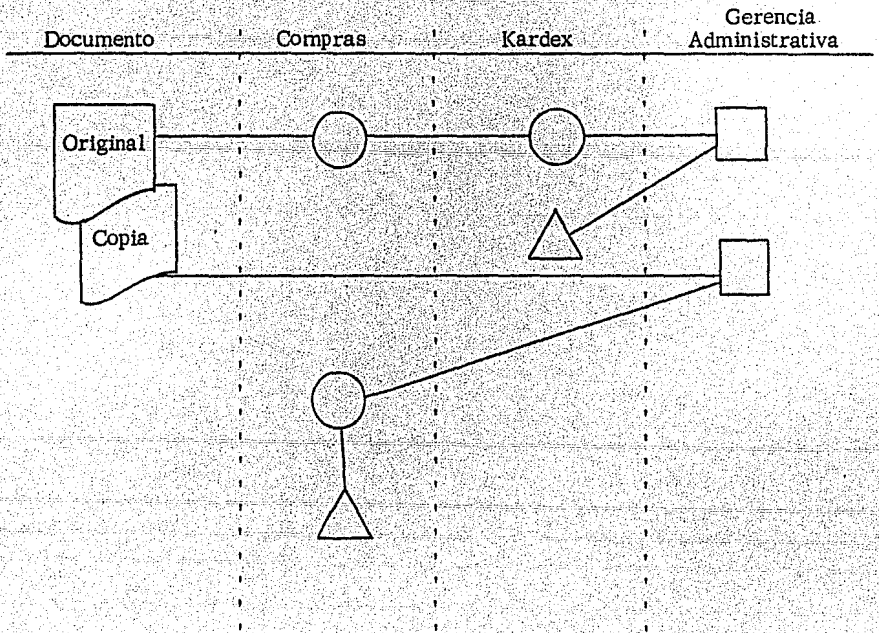 Documento
Compras
Kardex
Gerencia
Administrativa
Original
Copia